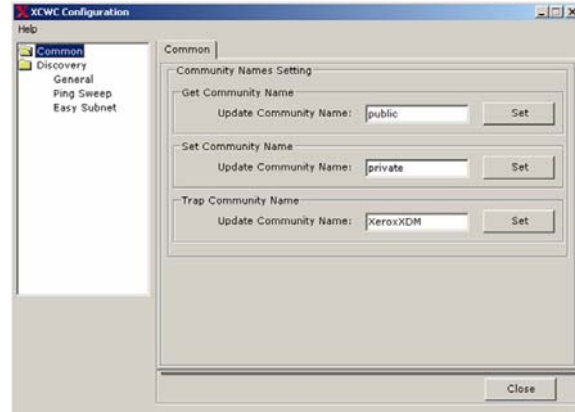 XCWC Configuration
Help
Common
Discovery
General
Ping Sweep
Easy Subnet
Common
Community Names Setting
Get Community Name
Update Community Name: public Set
Set Community Name
Update Community Name: private Set
Trap Community Name
Update Community Name: XeroxXDM Set
Close